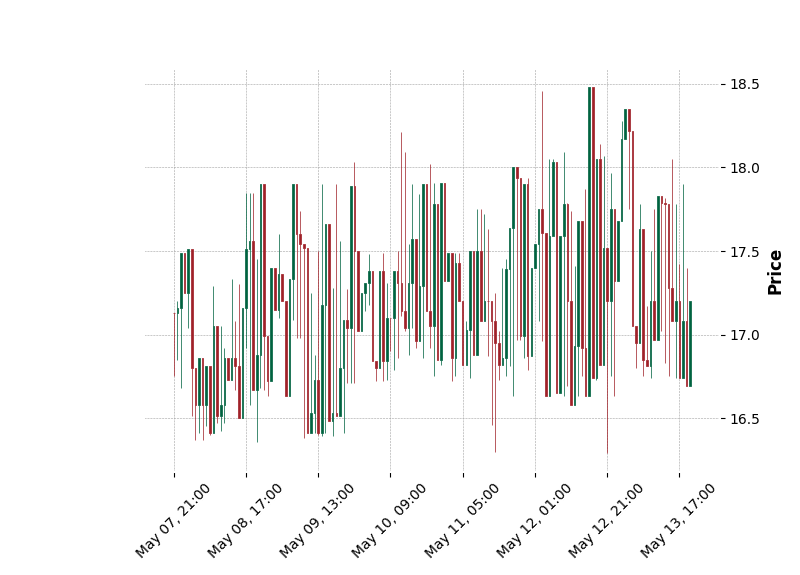 18.5
18.0
17.5
17.0
16.5
Price
May 07, 21:00
May 08, 17:00
May 09, 13:00
May 10, 09:00
May 11, 05:00
May 12, 01:00
May 12, 21:00
May 13, 17:00